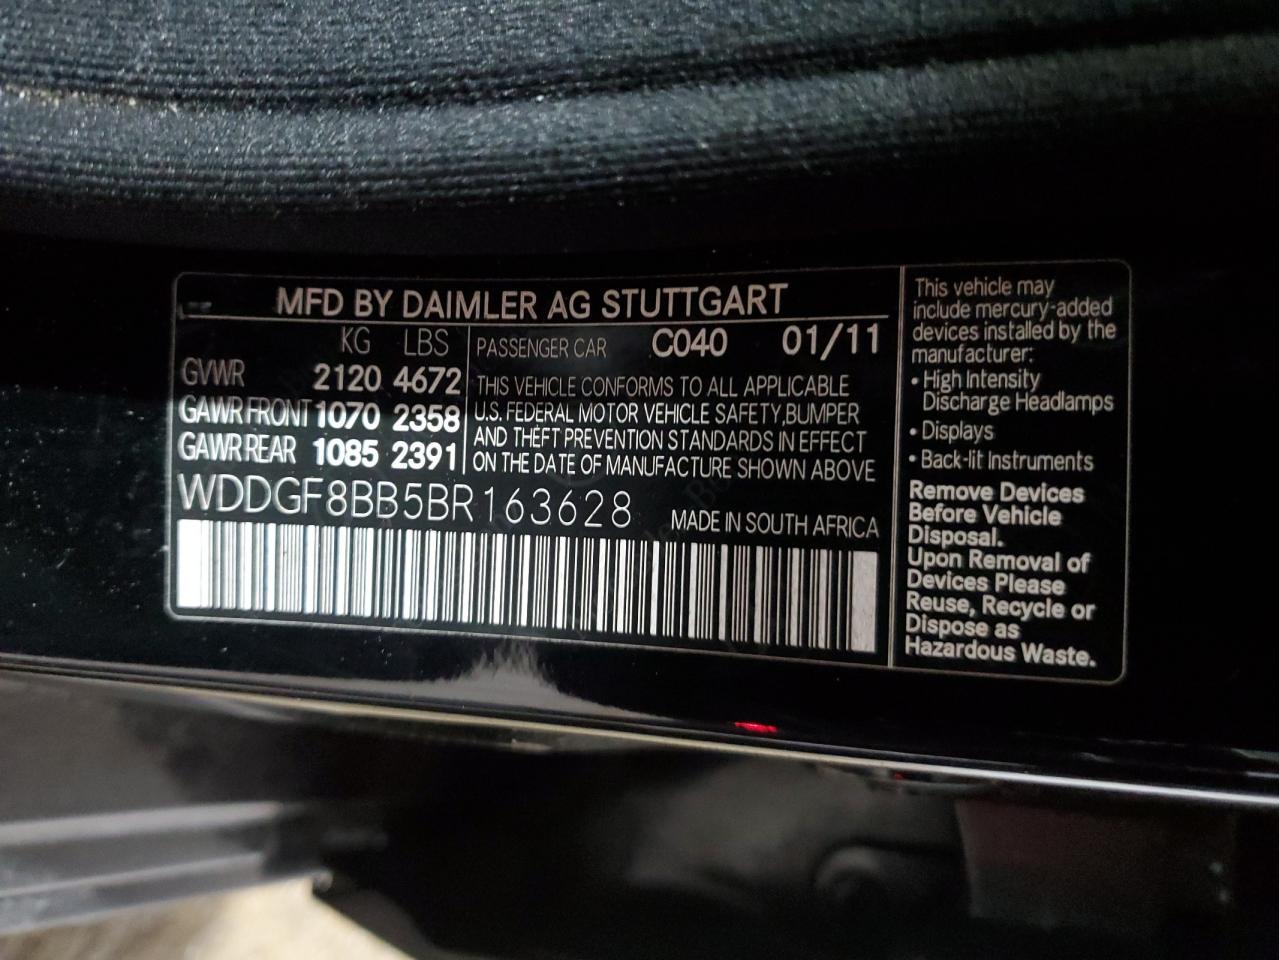 MFD BY DAIMLER AG STUTTGART
KG LBS
GVWR 2120 4672
GAWR FRONT 1070 2358
GAWR REAR 1085 2391
PASSENGER CAR C040 01/11
THIS VEHICLE CONFORMS TO ALL APPLICABLE
U.S. FEDERAL MOTOR VEHICLE SAFETY, BUMPER
AND THEFT PREVENTION STANDARDS IN EFFECT
ON THE DATE OF MANUFACTURE SHOWN ABOVE
WDDGF8BB5BR163628 MADE IN SOUTH AFRICA
This vehicle may
include mercury-added
devices installed by the
manufacturer:
• High Intensity
Discharge Headlamps
• Displays
• Back-lit Instruments
Remove Devices
Before Vehicle
Disposal.
Upon Removal of
Devices Please
Reuse, Recycle or
Dispose as
Hazardous Waste.